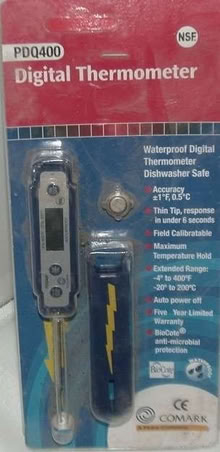 PDQ400
NSF
Digital Thermometer
Waterproof Digital
Thermometer
Dishwasher Safe
Accuracy
±1°F, 0.5°C
Thin Tip, response
in under 6 seconds
Field Calibratable
Maximum
Temperature Hold
Extended Range:
-4° to 400°F
-20° to 200°C
Auto power off
Five Year Limited
Warranty
BioCote®
anti-microbial
protection
BioCote
CE
COMARK